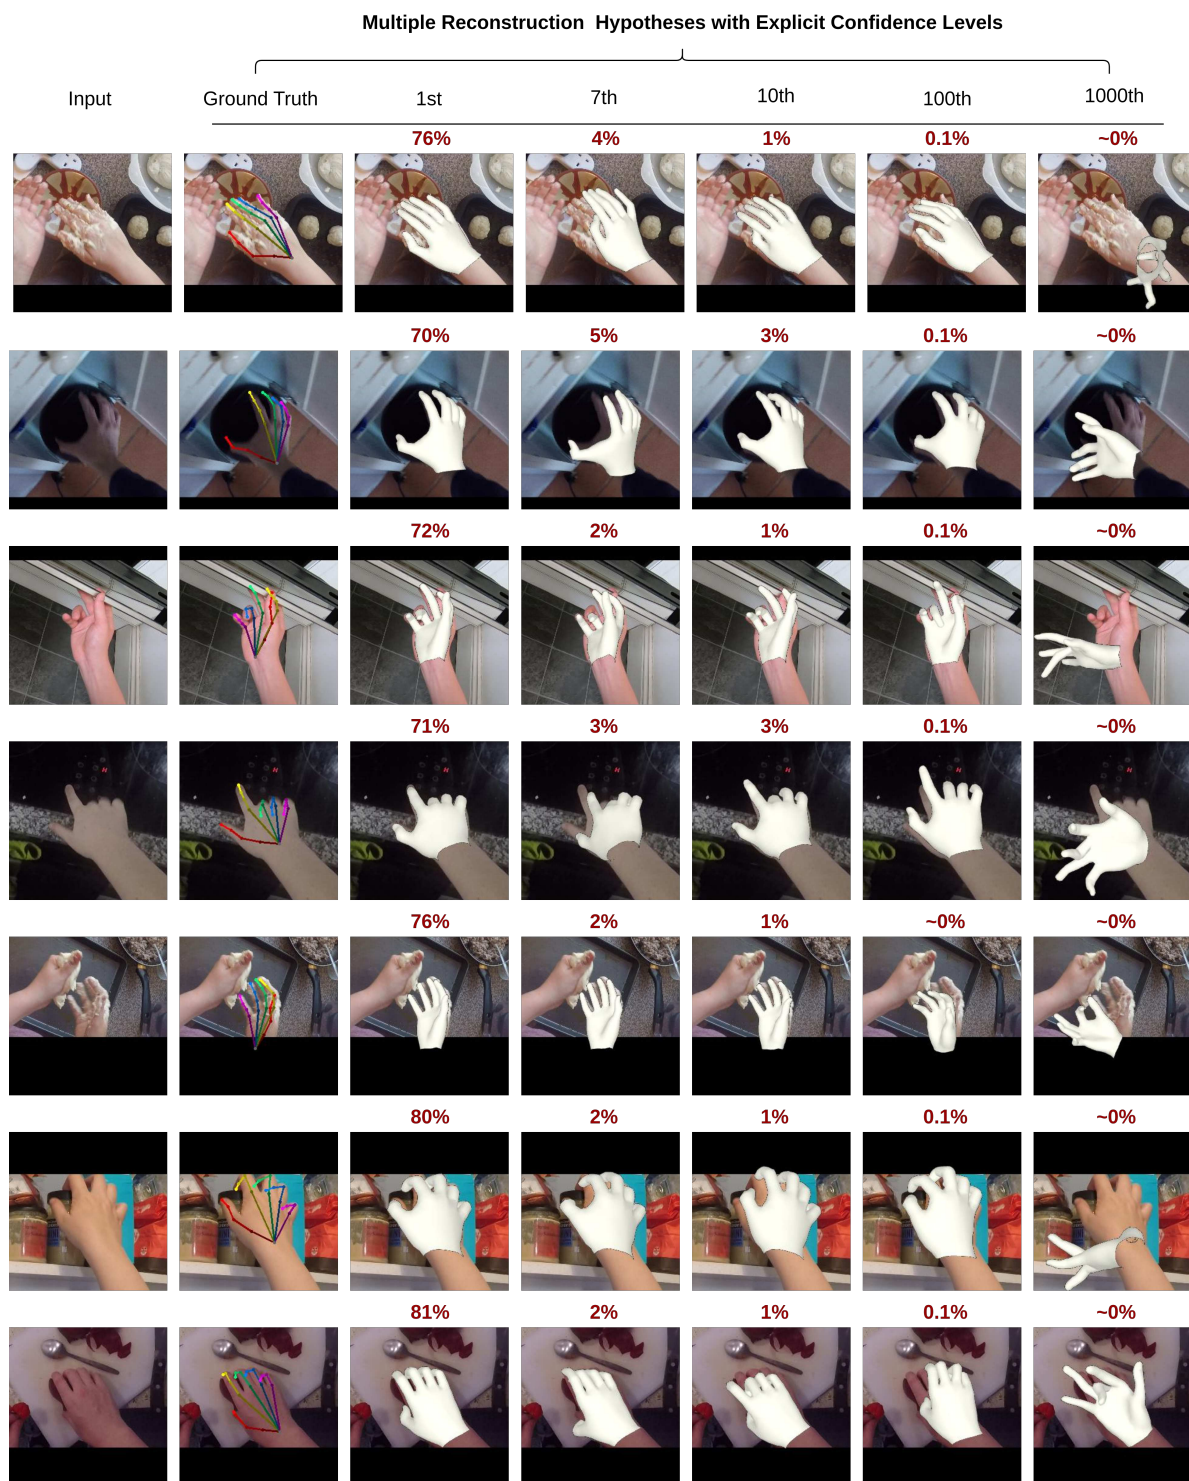 Multiple Reconstruction Hypotheses with Explicit Confidence Levels
Input Ground Truth 1st 7th 10th 100th 1000th
76% 4% 1% 0.1% ~0%
70% 5% 3% 0.1% ~0%
72% 2% 1% 0.1% ~0%
71% 3% 3% 0.1% ~0%
76% 2% 1% ~0% ~0%
80% 2% 1% 0.1% ~0%
81% 2% 1% 0.1% ~0%